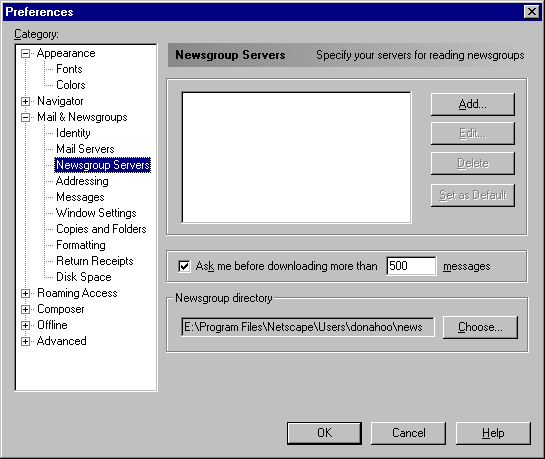 Preferences
Category:
Appearance
Fonts
Colors
Navigator
Mail & Newsgroups
Identity
Mail Servers
Newsgroup Servers
Addressing
Messages
Window Settings
Copies and Folders
Formatting
Return Receipts
Disk Space
Roaming Access
Composer
Offline
Advanced
Newsgroup Servers Specify your servers for reading newsgroups
Add...
Edit...
Delete
Set as Default
Ask me before downloading more than 500 messages
Newsgroup directory
E:\Program Files\Netscape\Users\donahoo\news Choose...
OK Cancel Help